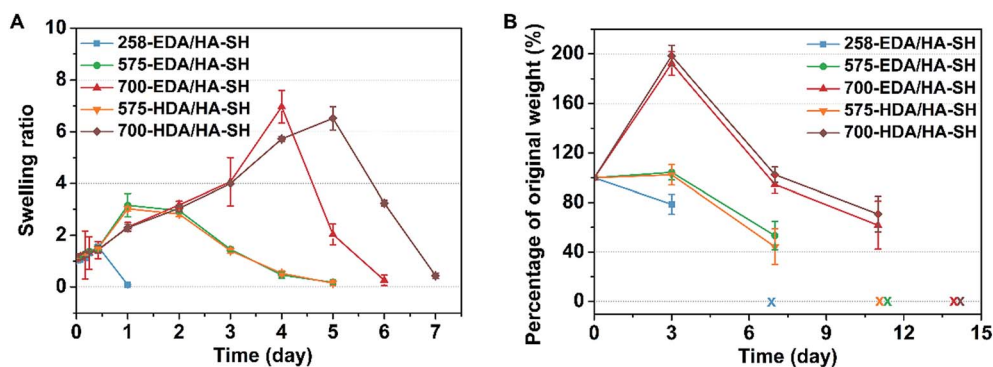 A
10
8
6
4
2
0
Swelling ratio
258-EDA/HA-SH
575-EDA/HA-SH
700-EDA/HA-SH
575-HDA/HA-SH
700-HDA/HA-SH
0 1 2 3 4 5 6 7
Time (day)
B
200
160
120
80
40
0
Percentage of original weight (%)
258-EDA/HA-SH
575-EDA/HA-SH
700-EDA/HA-SH
575-HDA/HA-SH
700-HDA/HA-SH
x x x x x
0 3 6 9 12 15
Time (day)